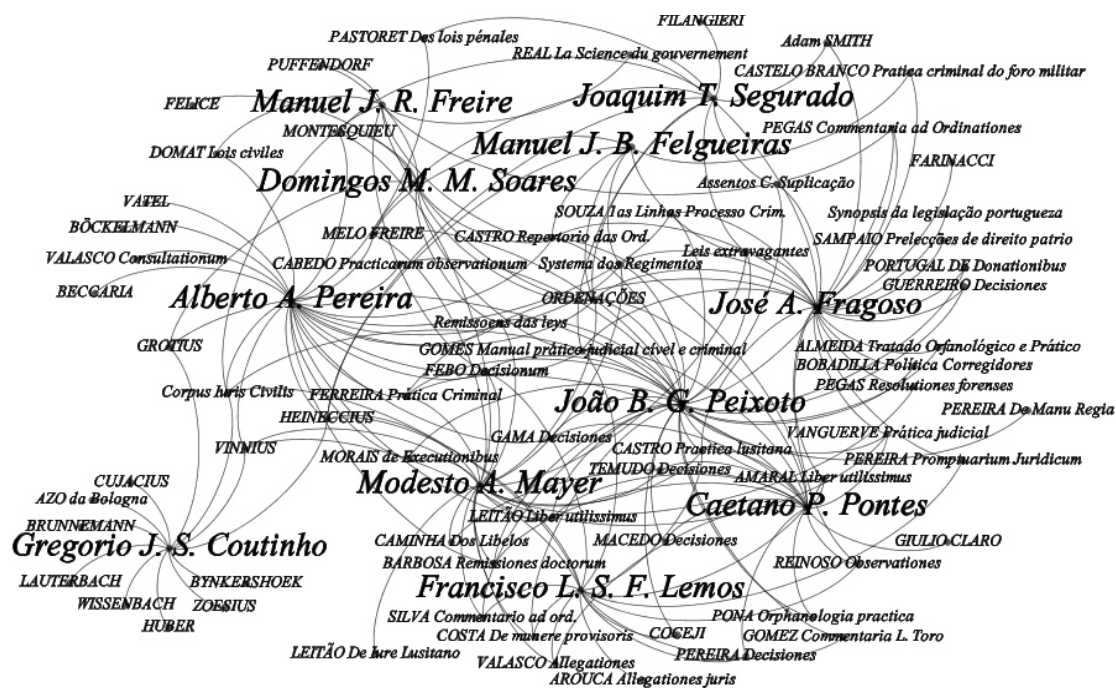 FILANGIERI
PASTORET Des lois pénales
Adam SMITH
REAL La Science du gouvernement
PUFFENDORF
CASTELO BRANCO Pratica criminal do foro militar
FELICE
Manuel J. R. Freire
Joaquim T. Segurado
MONTESQUIEU
PEGAS Commentaria ad Ordinationes
Manuel J. B. Felgueiras
DOMAT Lois civiles
FARINACCI
Domingos M. M. Soares
Assentos C. Suplicação
VATEL
SOUZA 1as Linhas Processo Crim.
Synopsis da legislação portugueza
BÖCKELMANN
MELO FREIRE
CASTRO Repertorio das Ord.
SAMPAIO Prelecções de direito patrio
Leis extravagantes
VALASCO Consultationum
CABEDO Practicarum observationum
Systema dos Regimentos
PORTUGAL DE Donationibus
GUERREIRO Decisiones
BECCARIA
Alberto A. Pereira
ORDENAÇÕES
José A. Fragoso
Remissoens das leys
GROTIUS
GOMES Manual prático judicial cível e criminal
ALMEIDA Tratado Orfanológico e Prático
BOBADILLA Política Corregidores
FEBO Decisionum
PEGAS Resolutiones forenses
Corpus Iuris Civilis
FERREIRA Prática Criminal
João B. G. Peixoto
PEREIRA De Manu Regia
HEINECCIUS
GAMA Decisiones
VANGUERVE Prática judicial
VINNIUS
MORAIS de Executionibus
CASTRO Practica lusitana
PEREIRA Promptuarium Juridicum
TEMUDO Decisiones
AMARAL Liber utilissimus
CUJACIUS
Modesto A. Mayer
AZO da Bologna
Caetano P. Pontes
LEITÃO Liber utilissimus
BRUNNEMANN
Gregorio J. S. Coutinho
CAMINHA Dos Libelos
MACEDO Decisiones
GIULIO CLARO
BARBOSA Remissiones doctorum
REINOSO Observationes
LAUTERBACH
BYNKERSHOEK
Francisco L. S. F. Lemos
WISSENBACH
ZOESIUS
SILVA Commentario ad ord.
PONA Orphanologia practica
HUBER
COSTA De munere provisoris
COCEJI
GOMEZ Commentaria L. Toro
LEITÃO De Iure Lusitano
VALASCO Allegationes
PEREIRA Decisiones
AROUCA Allegationes juris